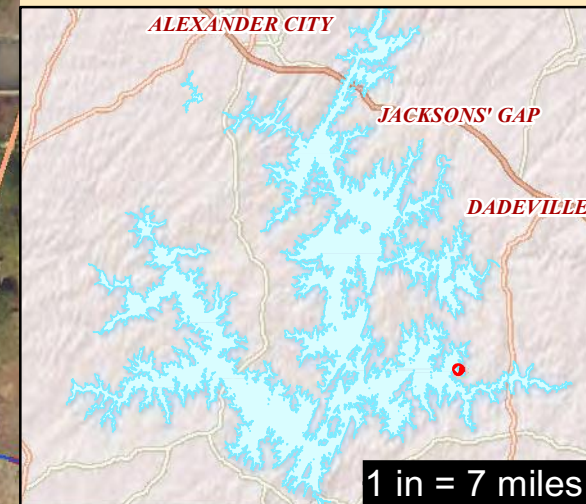 ALEXANDER CITY
JACKSONS' GAP
DADEVILLE
1 in = 7 miles